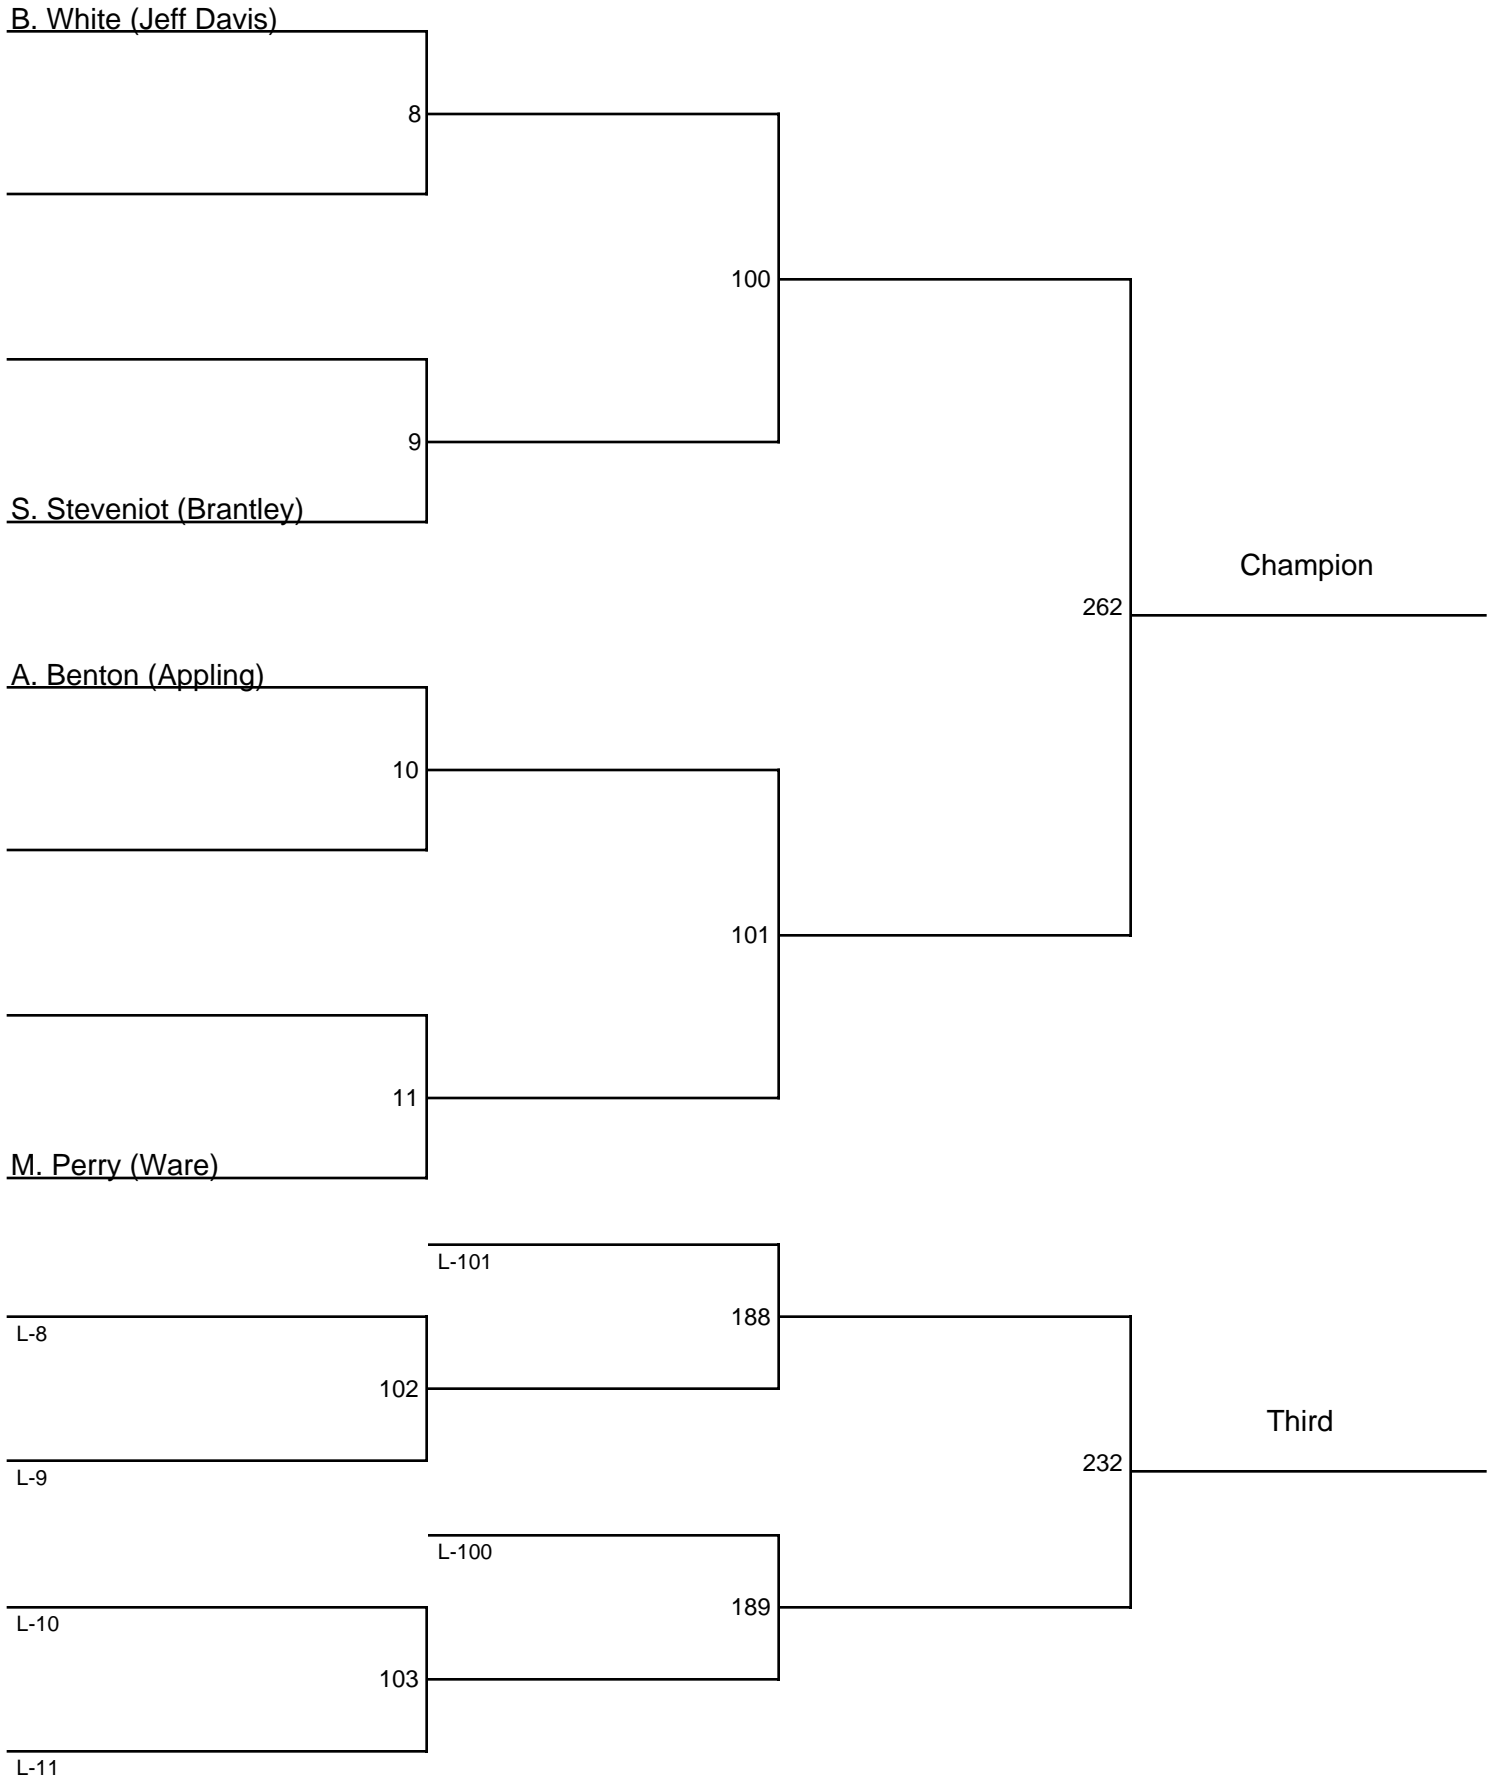 B. White (Jeff Davis)
8
100
9
S. Steveniot (Brantley)
Champion
262
A. Benton (Appling)
10
101
11
M. Perry (Ware)
L-101
188
L-8
102
Third
L-9
232
L-100
189
L-10
103
L-11